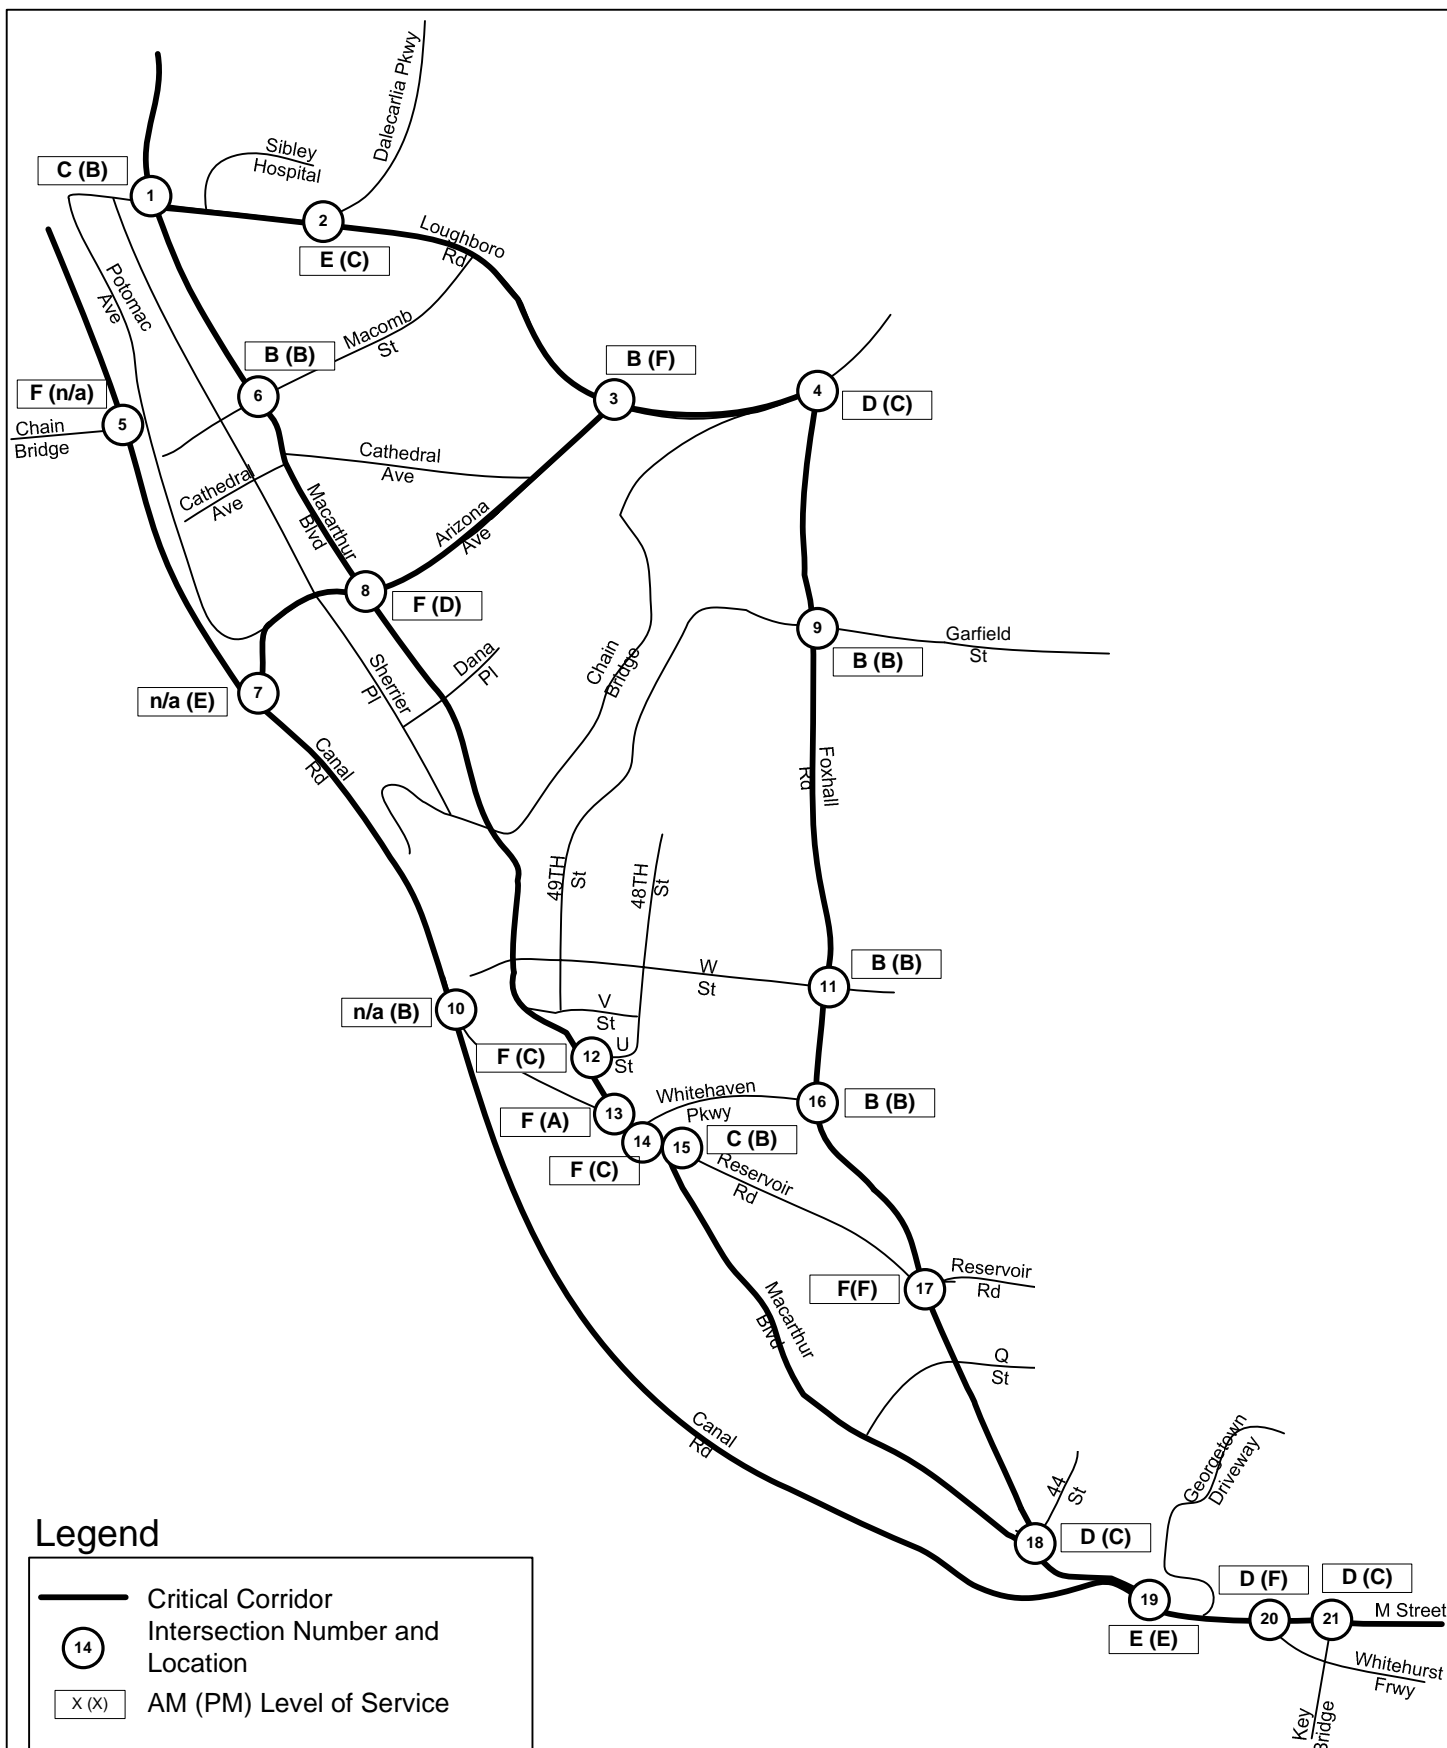 Dalecarlia Pkwy
Sibley
Hospital
C (B)
1
2
Loughboro
Rd
E (C)
Potomac
Ave
Macomb
St
B (B)
B (F)
6
3
4
F (n/a)
D (C)
5
Chain
Bridge
Cathedral
Ave
Cathedral
Ave
Macarthur
Blvd
Arizona
Ave
8
F (D)
9
Garfield
St
B (B)
Sherrier
Pl
Dana
Pl
Chain
Bridge
7
n/a (E)
Canal
Rd
Foxhall
Rd
49TH
St
48TH
St
W
St
B (B)
11
V
St
n/a (B)
10
U
St
F (C)
12
Whitehaven
Pkwy
16
B (B)
F (A)
13
14
15
C (B)
F (C)
Reservoir
Rd
Reservoir
Rd
F(F)
17
Macarthur
Blvd
Q
St
Canal
Rd
Georgetown
Driveway
44
St
18
D (C)
D (F)
D (C)
19
20
21
M Street
E (E)
Whitehurst
Frwy
Key
Bridge
Legend
Critical Corridor
14
Intersection Number and
Location
X (X)
AM (PM) Level of Service